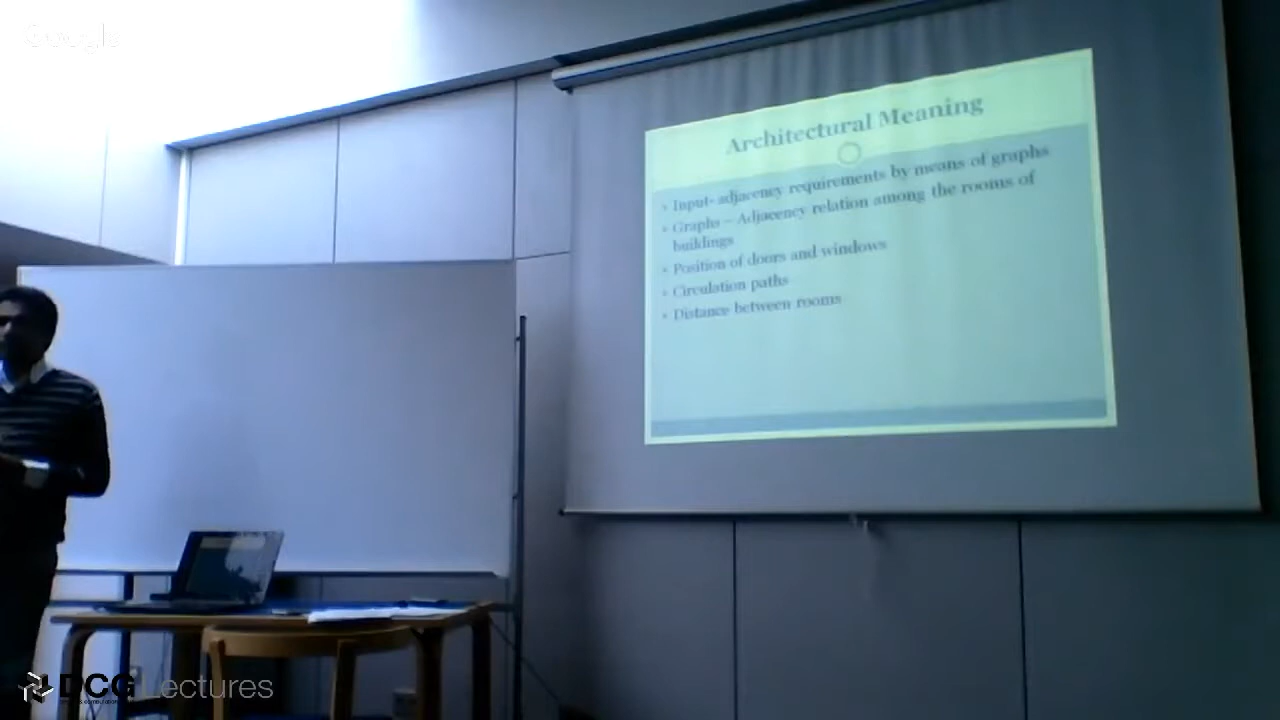 Google
Architectural Meaning
• Input- adjacency requirements by means of graphs
• Graphs – Adjacency relation among the rooms of
buildings
• Position of doors and windows
• Circulation paths
• Distance between rooms
DCG Lectures